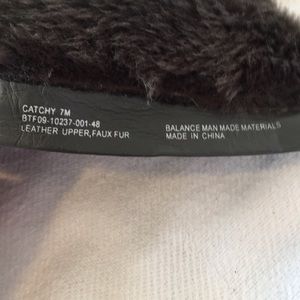 CATCHY 7M
BTF09-10237-001-48
LEATHER UPPER,FAUX FUR
BALANCE MAN MADE MATERIALS
MADE IN CHINA